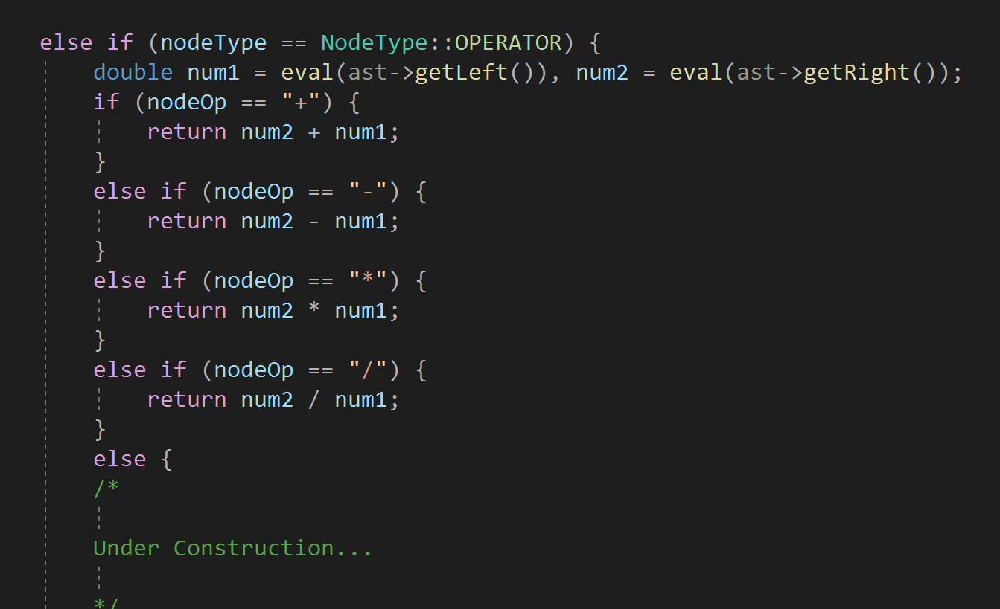 else if (nodeType == NodeType::OPERATOR) {
double num1 = eval(ast->getLeft()), num2 = eval(ast->getRight());
if (nodeOp == "+") {
return num2 + num1;
}
else if (nodeOp == "-") {
return num2 - num1;
}
else if (nodeOp == "*") {
return num2 * num1;
}
else if (nodeOp == "/") {
return num2 / num1;
}
else {
/*
Under Construction...
*/